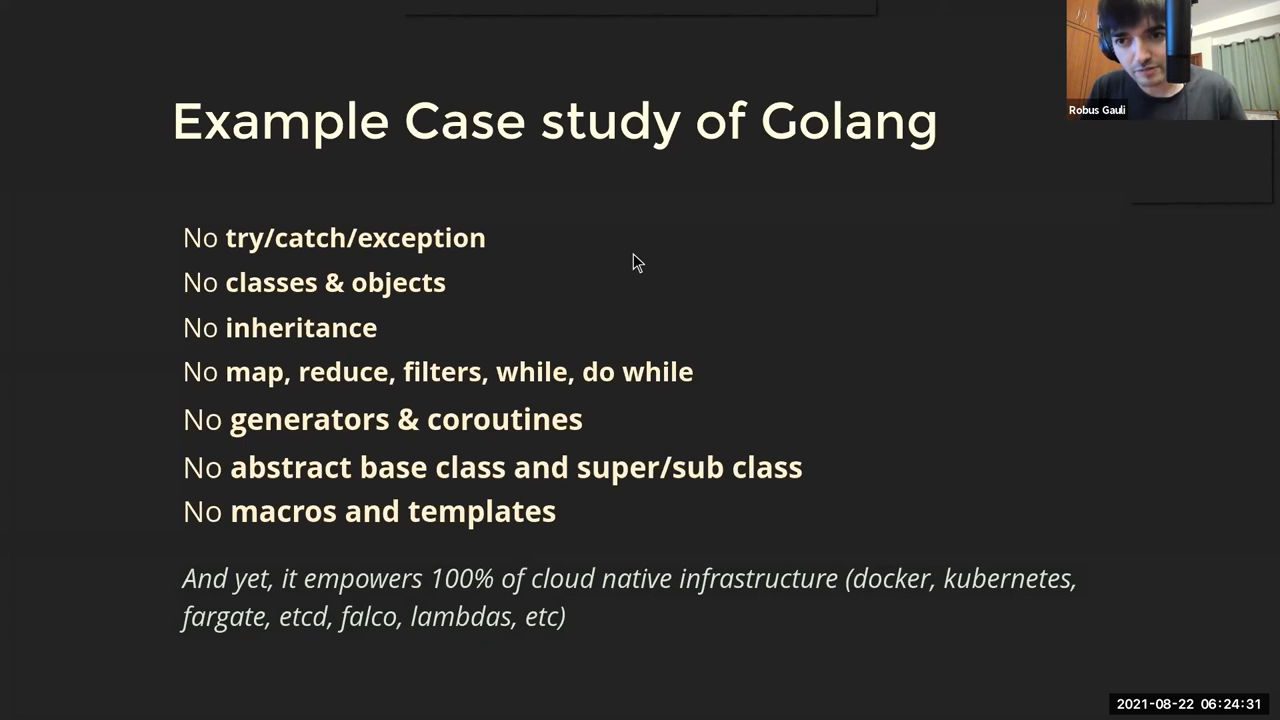 Robus Gauli
Example Case study of Golang
No try/catch/exception
No classes & objects
No inheritance
No map, reduce, filters, while, do while
No generators & coroutines
No abstract base class and super/sub class
No macros and templates
And yet, it empowers 100% of cloud native infrastructure (docker, kubernetes,
fargate, etcd, falco, lambdas, etc)
2021-08-22 06:24:31